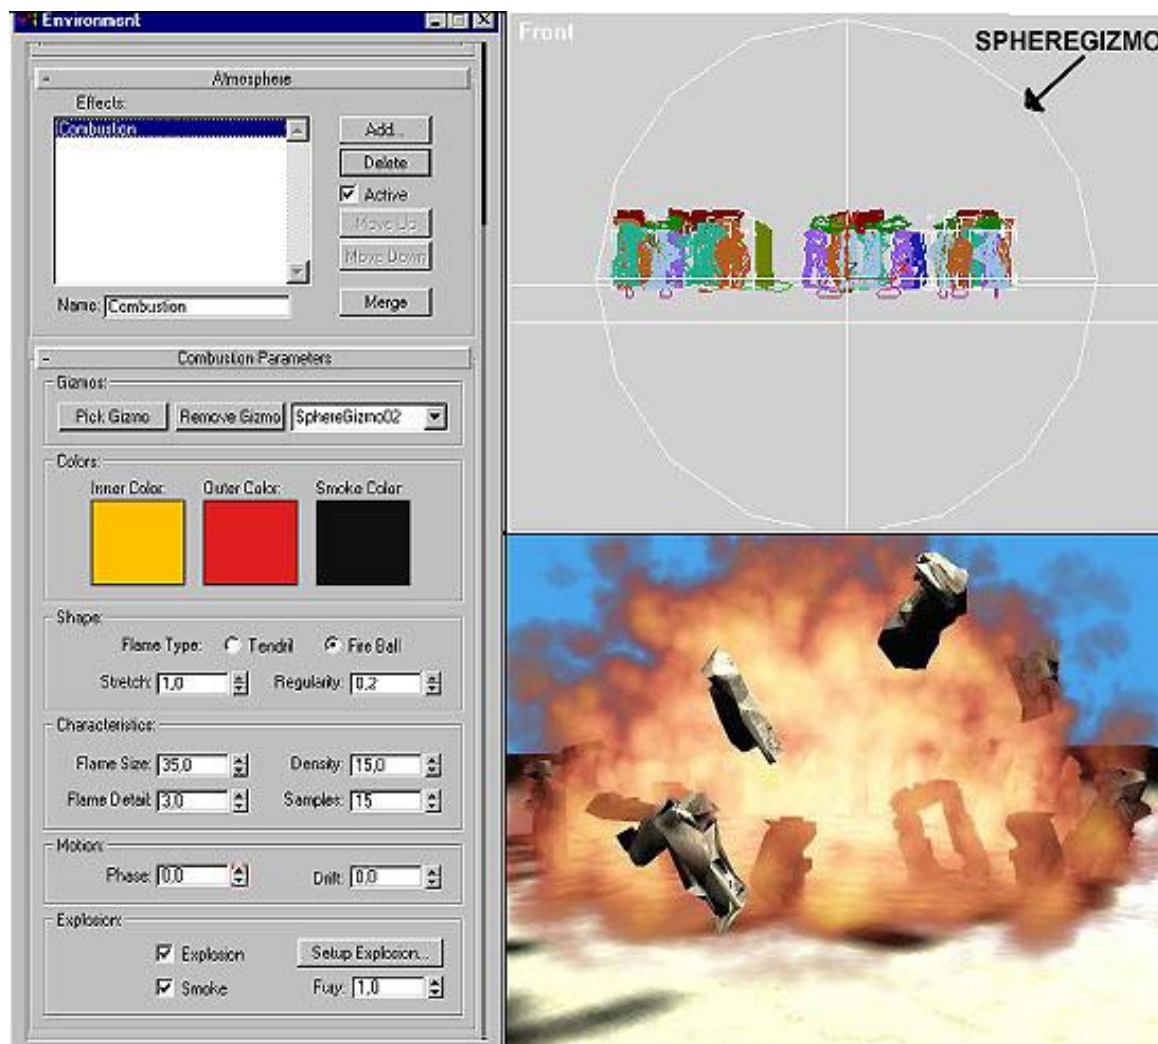 Environment
Atmosphere
Effects:
Combustion
Add...
Delete
Active
Move Up
Move Down
Name: Combustion
Merge
Combustion Parameters
Gizmos:
Pick Gizmo Remove Gizmo SphereGizmo02
Colors:
Inner Color: Outer Color: Smoke Color:
Shape:
Flame Type: Tendril Fire Ball
Stretch: 1,0 Regularity: 0,2
Characteristics:
Flame Size: 35,0 Density: 15,0
Flame Detail: 3,0 Samples: 15
Motion:
Phase: 0,0 Drift: 0,0
Explosion:
Explosion Setup Explosion...
Smoke Fury: 1,0
Front
SPHEREGIZMO